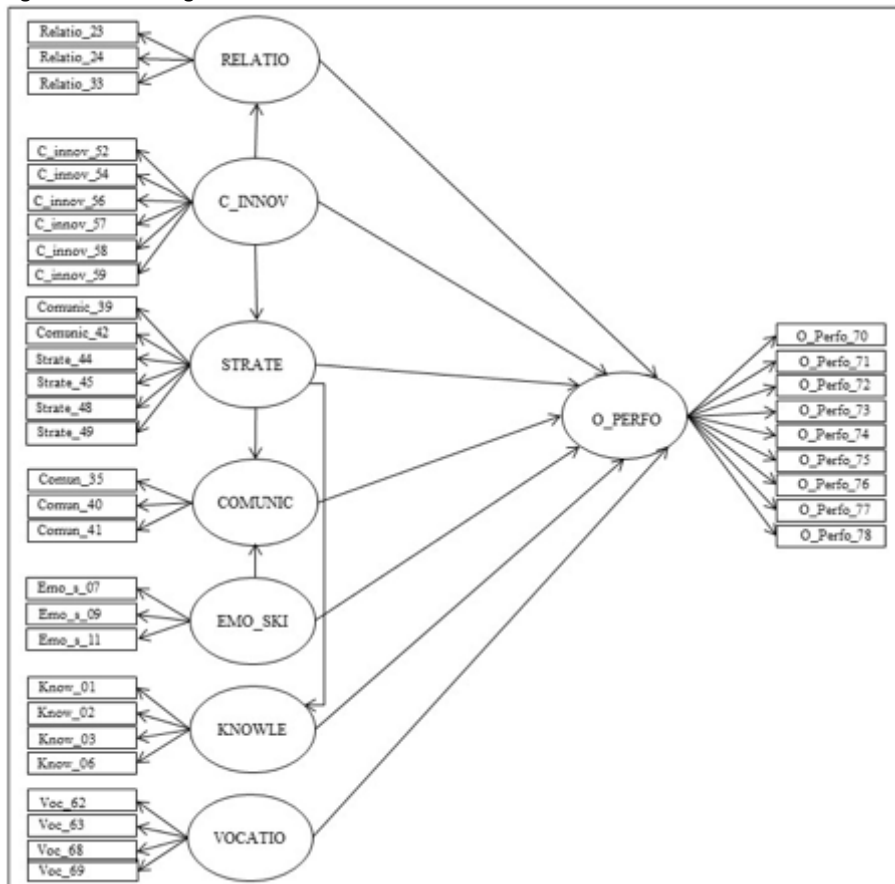 Relatio_23
Relatio_24
Relatio_33
RELATIO
C_innov_52
C_innov_54
C_innov_56
C_innov_57
C_innov_58
C_innov_59
C_INNOV
Comunic_39
Comunic_42
Strate_44
Strate_45
Strate_48
Strate_49
STRATE
Comun_35
Comun_40
Comun_41
COMUNIC
Emo_s_07
Emo_s_09
Emo_s_11
EMO_SKI
Know_01
Know_02
Know_03
Know_06
KNOWLE
Voc_62
Voc_63
Voc_68
Voc_69
VOCATIO
O_PERFO
O_Perfo_70
O_Perfo_71
O_Perfo_72
O_Perfo_73
O_Perfo_74
O_Perfo_75
O_Perfo_76
O_Perfo_77
O_Perfo_78